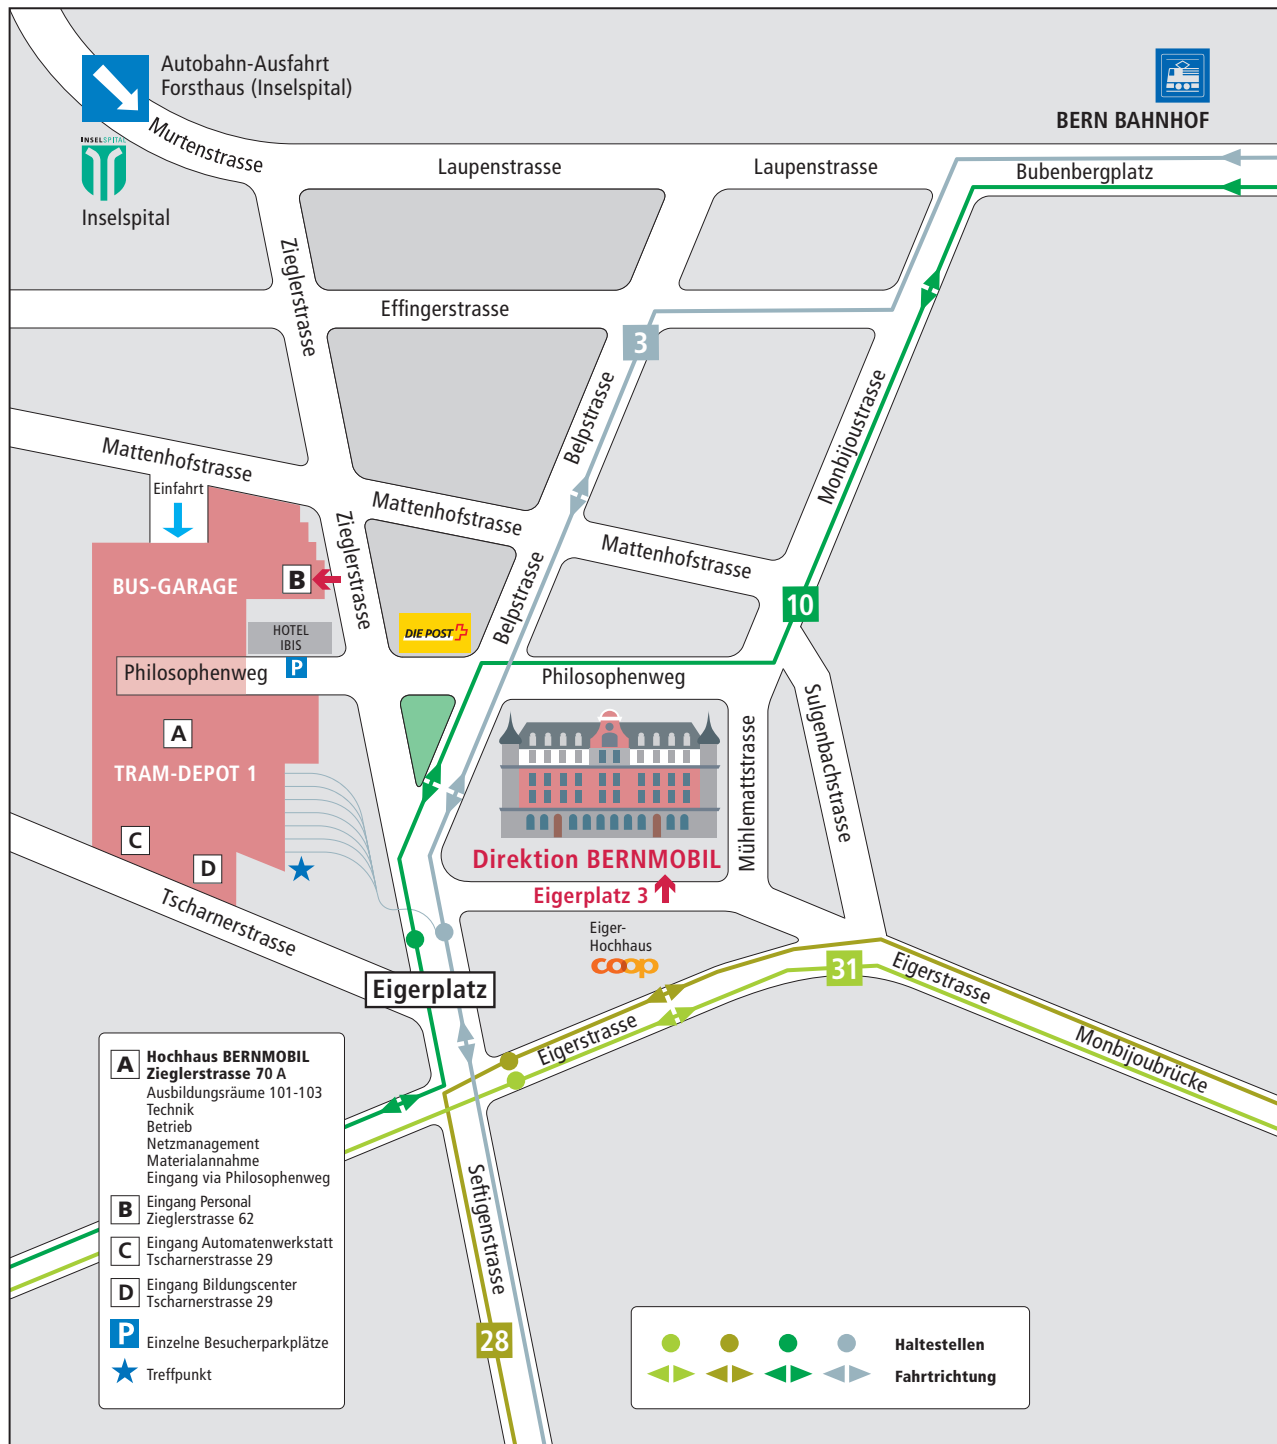 Autobahn-Ausfahrt
Forsthaus (Inselspital)
BERN BAHNHOF
INSELSPITAL
Inselspital
Murtenstrasse
Laupenstrasse
Laupenstrasse
Bubenbergplatz
Zieglerstrasse
Effingerstrasse
3
Belpstrasse
Monbijoustrasse
Mattenhofstrasse
Einfahrt
Mattenhofstrasse
Zieglerstrasse
Mattenhofstrasse
Belpstrasse
BUS-GARAGE
B
10
HOTEL
IBIS
DIE POST
P
Philosophenweg
Philosophenweg
Sulgenbachstrasse
Mühlemattstrasse
A
TRAM-DEPOT 1
C
D
Direktion BERNMOBIL
Eigerplatz 3
Tscharnerstrasse
Eiger-
Hochhaus
coop
31
Eigerstrasse
Eigerplatz
Eigerstrasse
Monbijoubrücke
Seftigenstrasse
28
A Hochhaus BERNMOBIL
Zieglerstrasse 70 A
Ausbildungsräume 101-103
Technik
Betrieb
Netzmanagement
Materialannahme
Eingang via Philosophenweg
B Eingang Personal
Zieglerstrasse 62
C Eingang Automatenwerkstatt
Tscharnerstrasse 29
D Eingang Bildungscenter
Tscharnerstrasse 29
P Einzelne Besucherparkplätze
Treffpunkt
Haltestellen
Fahrtrichtung